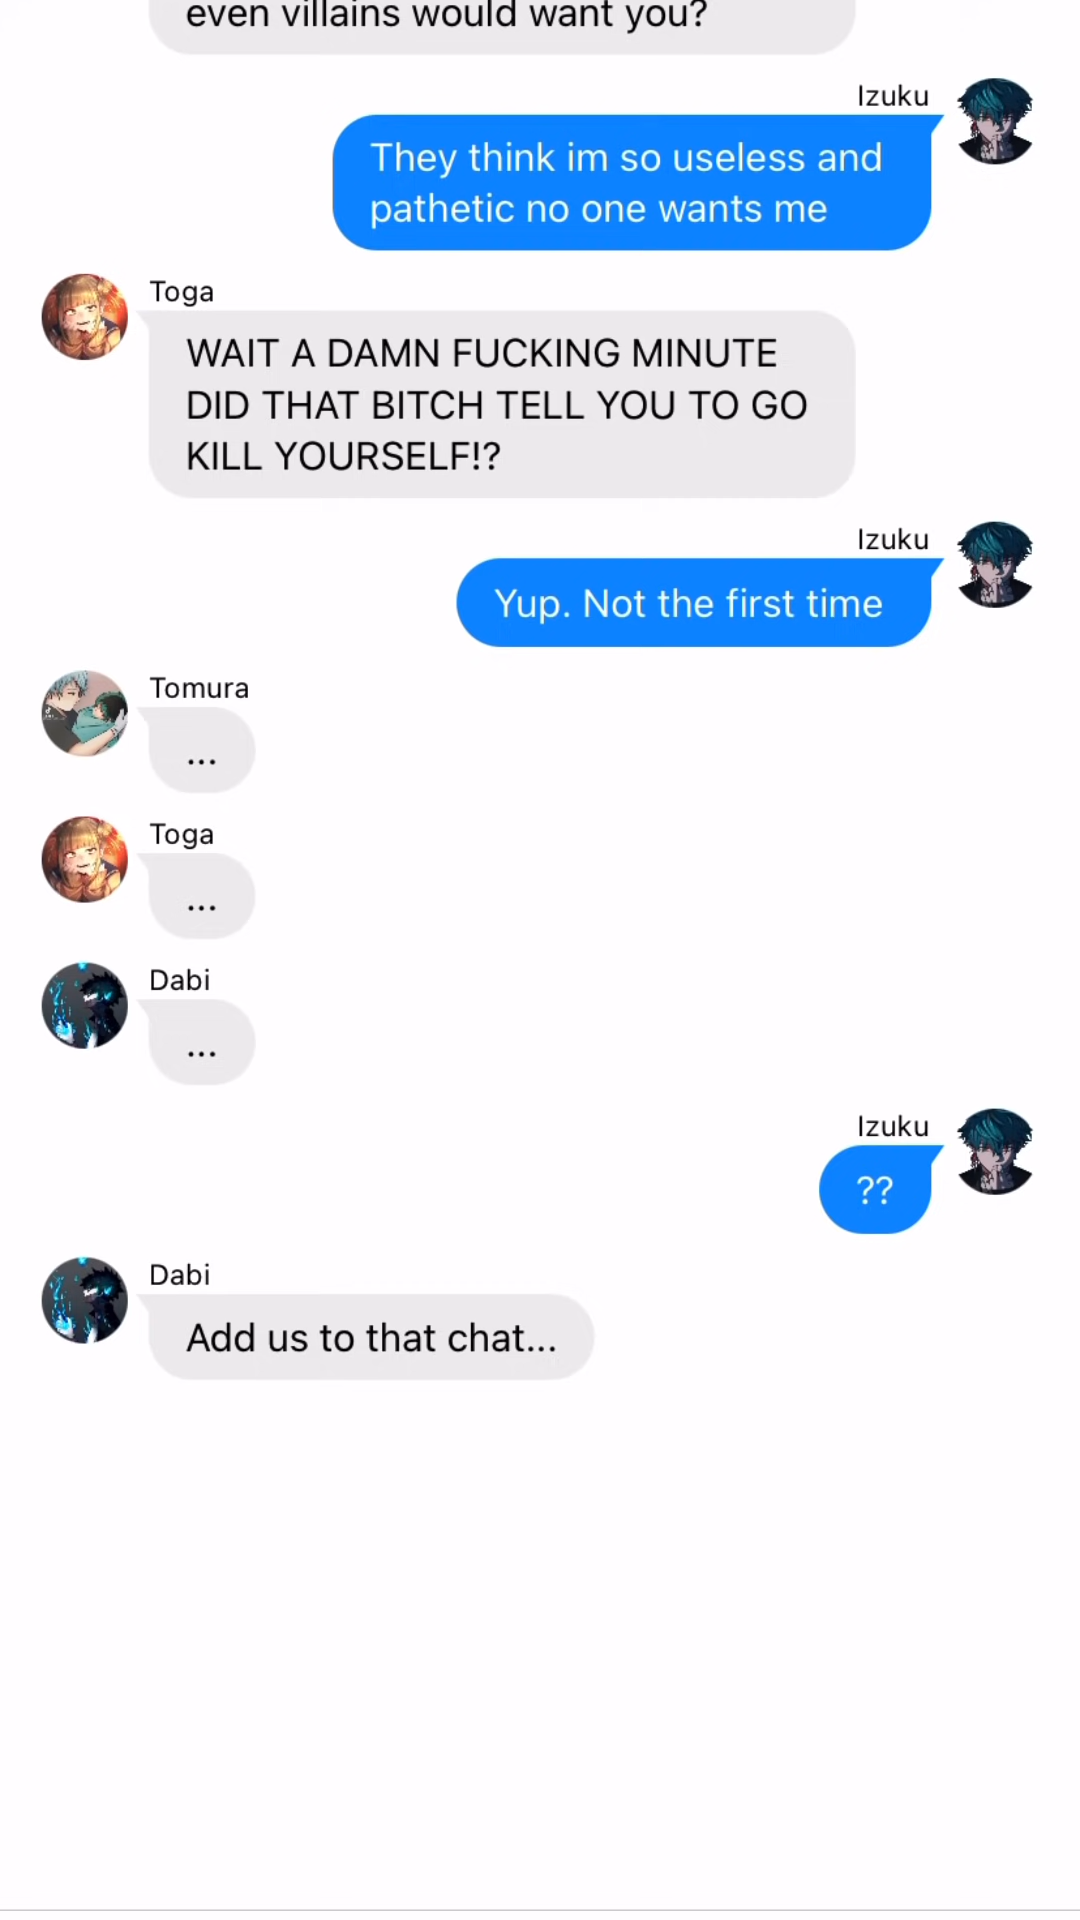 even villains would want you?
Izuku
They think im so useless and
pathetic no one wants me
Toga
WAIT A DAMN FUCKING MINUTE
DID THAT BITCH TELL YOU TO GO
KILL YOURSELF!?
Izuku
Yup. Not the first time
Tomura
...
Toga
...
Dabi
...
Izuku
??
Dabi
Add us to that chat...